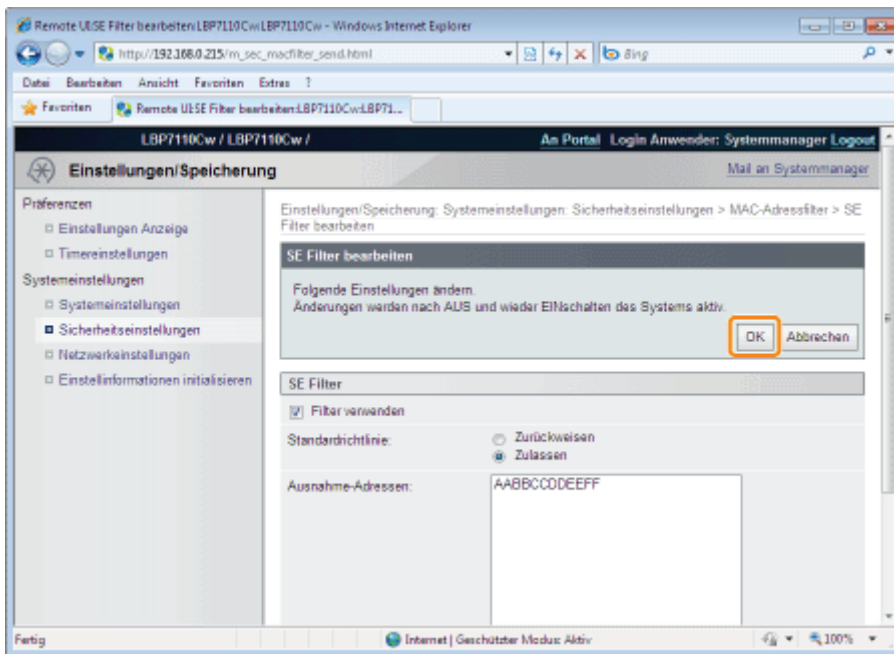 Remote UI:SE Filter bearbeiten:LBP7110Cw:LBP7110Cw - Windows Internet Explorer
http://192.168.0.215/m_sec_macfilter_send.html
Bing
Datei Bearbeiten Ansicht Favoriten Extras ?
Favoriten Remote UI:SE Filter bearbeiten:LBP7110Cw:LBP71...
LBP7110Cw / LBP7110Cw / An Portal Login Anwender: Systemmanager Logout
Einstellungen/Speicherung Mail an Systemmanager
Präferenzen
Einstellungen Anzeige
Timereinstellungen
Systemeinstellungen
Systemeinstellungen
Sicherheitseinstellungen
Netzwerkeinstellungen
Einstellinformationen initialisieren
Einstellungen/Speicherung: Systemeinstellungen: Sicherheitseinstellungen > MAC-Adressfilter > SE
Filter bearbeiten
SE Filter bearbeiten
Folgende Einstellungen ändern.
Änderungen werden nach AUS und wieder EINschalten des Systems aktiv.
OK Abbrechen
SE Filter
Filter verwenden
Standardrichtlinie: Zurückweisen
Zulassen
Ausnahme-Adressen: AABBCCDDEEFF
Fertig Internet | Geschützter Modus: Aktiv 100%